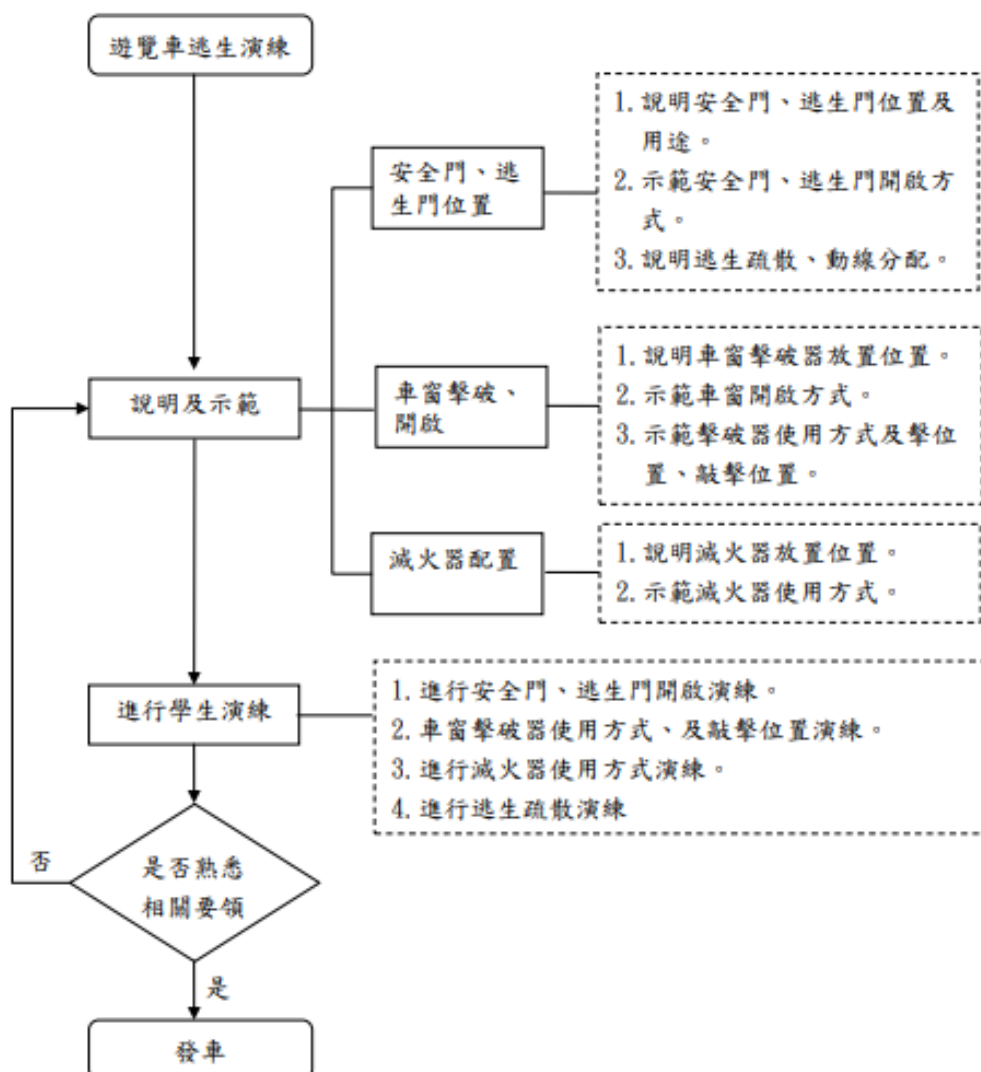 遊覽車逃生演練
1. 說明安全門、逃生門位置及
用途。
2. 示範安全門、逃生門開啟方
式。
3. 說明逃生疏散、動線分配。
安全門、逃
生門位置
說明及示範
車窗擊破、
開啟
1. 說明車窗擊破器放置位置。
2. 示範車窗開啟方式。
3. 示範擊破器使用方式及擊位
置、敲擊位置。
滅火器配置
1. 說明滅火器放置位置。
2. 示範滅火器使用方式。
進行學生演練
1. 進行安全門、逃生門開啟演練。
2. 車窗擊破器使用方式、及敲擊位置演練。
3. 進行滅火器使用方式演練。
4. 進行逃生疏散演練
否
是否熟悉
相關要領
是
發車